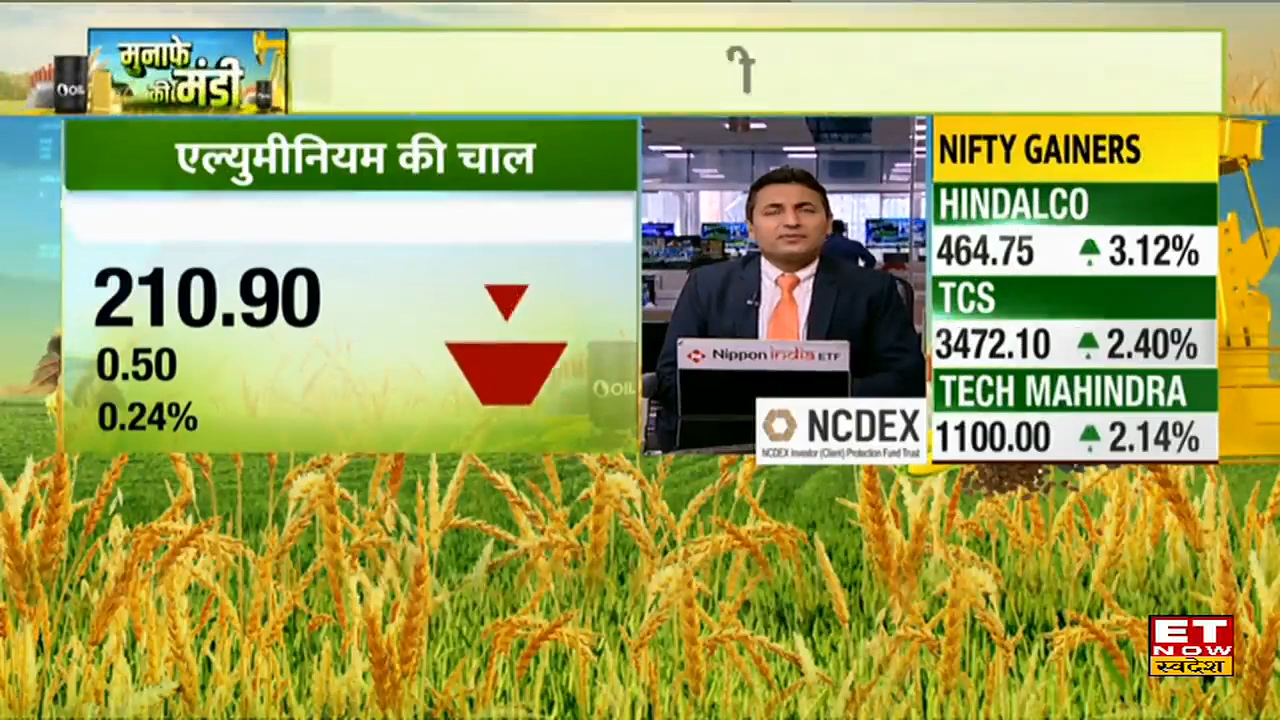 मुनाफे
की मंडी
OIL
एल्युमीनियम की चाल
210.90
0.50
0.24%
OIL
Nippon india ETF
NCDEX
NCDEX Investor (Client) Protection Fund Trust
NIFTY GAINERS
HINDALCO
464.75 3.12%
TCS
3472.10 2.40%
TECH MAHINDRA
1100.00 2.14%
ET
NOW
स्वदेश